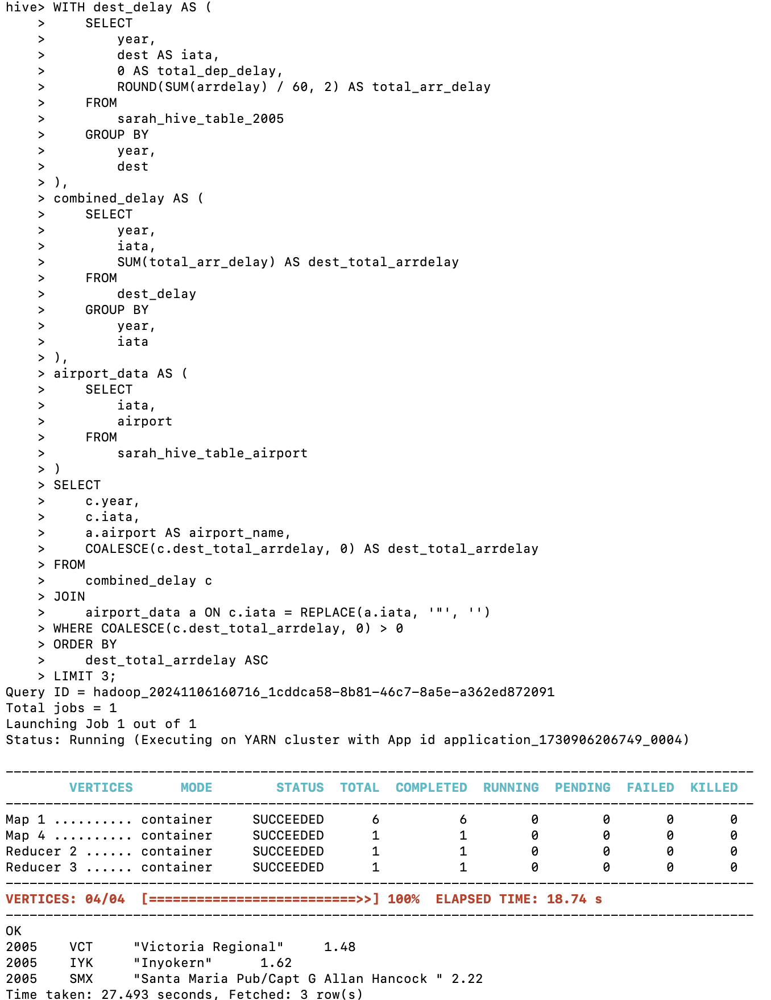 hive> WITH dest_delay AS (
    >     SELECT
    >         year,
    >         dest AS iata,
    >         0 AS total_dep_delay,
    >         ROUND(SUM(arrdelay) / 60, 2) AS total_arr_delay
    >     FROM
    >         sarah_hive_table_2005
    >     GROUP BY
    >         year,
    >         dest
    > ),
    > combined_delay AS (
    >     SELECT
    >         year,
    >         iata,
    >         SUM(total_arr_delay) AS dest_total_arrdelay
    >     FROM
    >         dest_delay
    >     GROUP BY
    >         year,
    >         iata
    > ),
    > airport_data AS (
    >     SELECT
    >         iata,
    >         airport
    >     FROM
    >         sarah_hive_table_airport
    > )
    > SELECT
    >     c.year,
    >     c.iata,
    >     a.airport AS airport_name,
    >     COALESCE(c.dest_total_arrdelay, 0) AS dest_total_arrdelay
    > FROM
    >     combined_delay c
    > JOIN
    >     airport_data a ON c.iata = REPLACE(a.iata, '"', '')
    > WHERE COALESCE(c.dest_total_arrdelay, 0) > 0
    > ORDER BY
    >     dest_total_arrdelay ASC
    > LIMIT 3;
Query ID = hadoop_20241106160716_1cddca58-8b81-46c7-8a5e-a362ed872091
Total jobs = 1
Launching Job 1 out of 1
Status: Running (Executing on YARN cluster with App id application_1730906206749_0004)

----------------------------------------------------------------------------------------------
        VERTICES      MODE        STATUS  TOTAL  COMPLETED  RUNNING  PENDING  FAILED  KILLED
----------------------------------------------------------------------------------------------
Map 1 .......... container     SUCCEEDED      6          6        0        0       0       0
Map 4 .......... container     SUCCEEDED      1          1        0        0       0       0
Reducer 2 ...... container     SUCCEEDED      1          1        0        0       0       0
Reducer 3 ...... container     SUCCEEDED      1          1        0        0       0       0
----------------------------------------------------------------------------------------------
VERTICES: 04/04  [==========================>>] 100%  ELAPSED TIME: 18.74 s
----------------------------------------------------------------------------------------------
OK
2005    VCT     "Victoria Regional"     1.48
2005    IYK     "Inyokern"      1.62
2005    SMX     "Santa Maria Pub/Capt G Allan Hancock " 2.22
Time taken: 27.493 seconds, Fetched: 3 row(s)